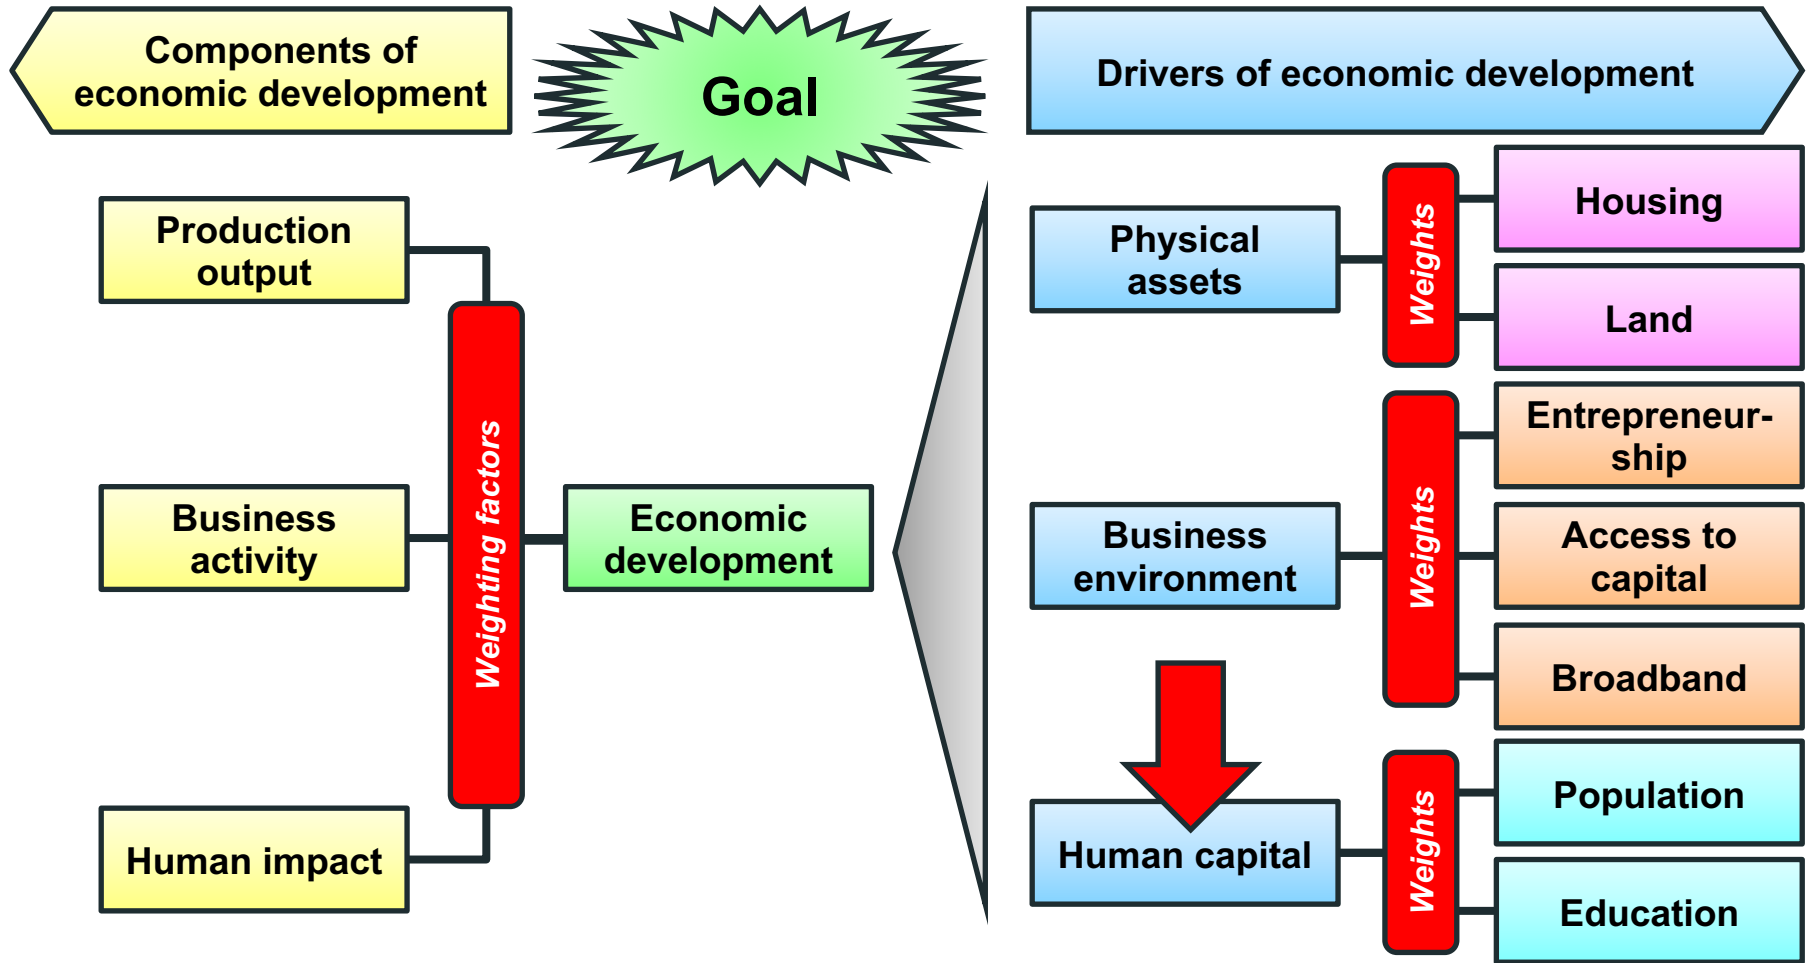 Components of
economic development
Goal
Drivers of economic development
Production
output
Business
activity
Human impact
Weighting factors
Economic
development
Physical
assets
Weights
Housing
Land
Business
environment
Weights
Entrepreneur-
ship
Access to
capital
Broadband
Human capital
Weights
Population
Education